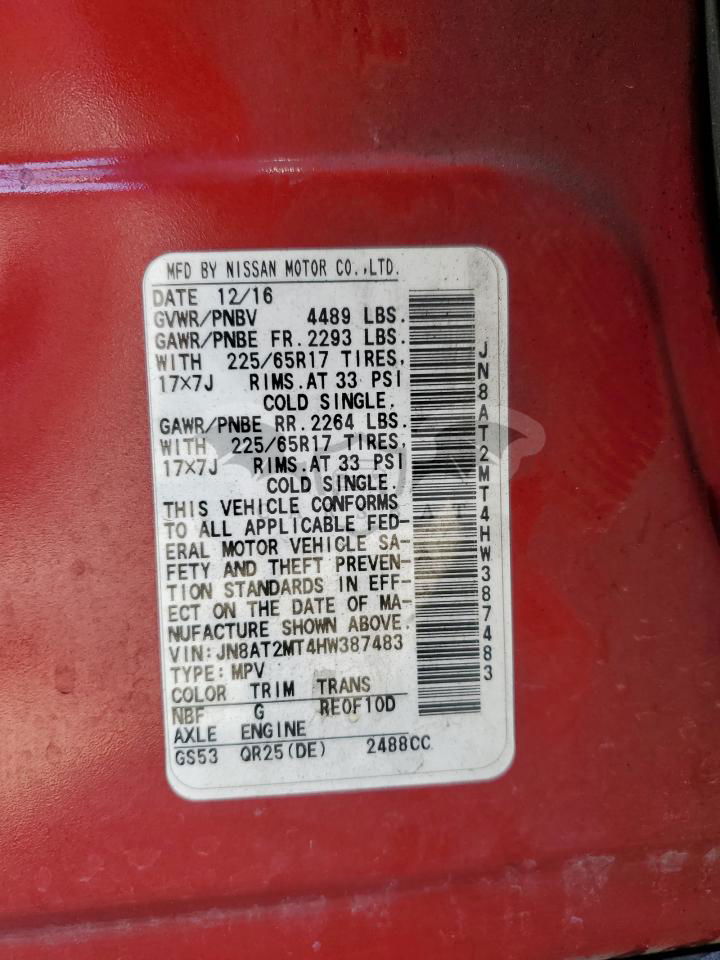 MFD BY NISSAN MOTOR CO.,LTD.
DATE 12/16
GVWR/PNBV 4489 LBS.
GAWR/PNBE FR. 2293 LBS.
WITH 225/65R17 TIRES,
17×7J RIMS. AT 33 PSI
COLD SINGLE.
GAWR/PNBE RR. 2264 LBS.
WITH 225/65R17 TIRES,
17×7J RIMS. AT 33 PSI
COLD SINGLE.
THIS VEHICLE CONFORMS
TO ALL APPLICABLE FED-
ERAL MOTOR VEHICLE SA-
FETY AND THEFT PREVEN-
TION STANDARDS IN EFF-
ECT ON THE DATE OF MA-
NUFACTURE SHOWN ABOVE.
VIN: JN8AT2MT4HW387483
TYPE: MPV
COLOR TRIM TRANS
NBF G RE0F10D
AXLE ENGINE
GS53 QR25(DE) 2488CC
JN8AT2MT4HW387483